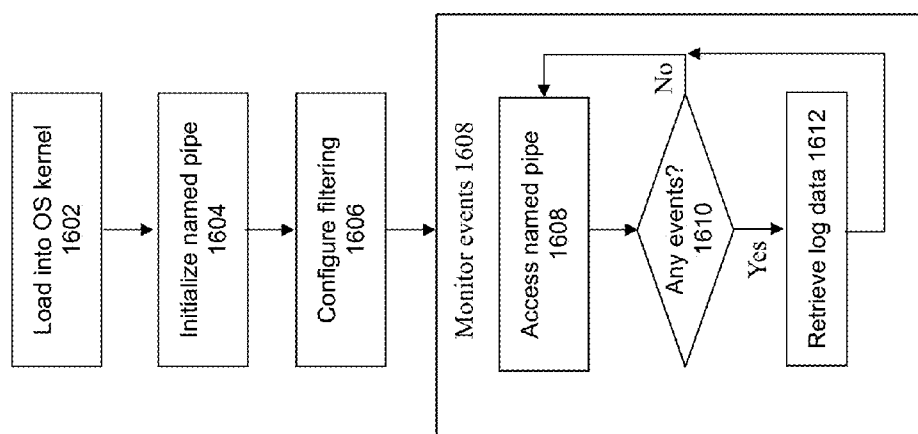 Load into OS kernel
1602
Initialize named pipe
1604
Configure filtering
1606
Monitor events 1608
Access named pipe
1608
Any events?
1610
No
Yes
Retrieve log data 1612